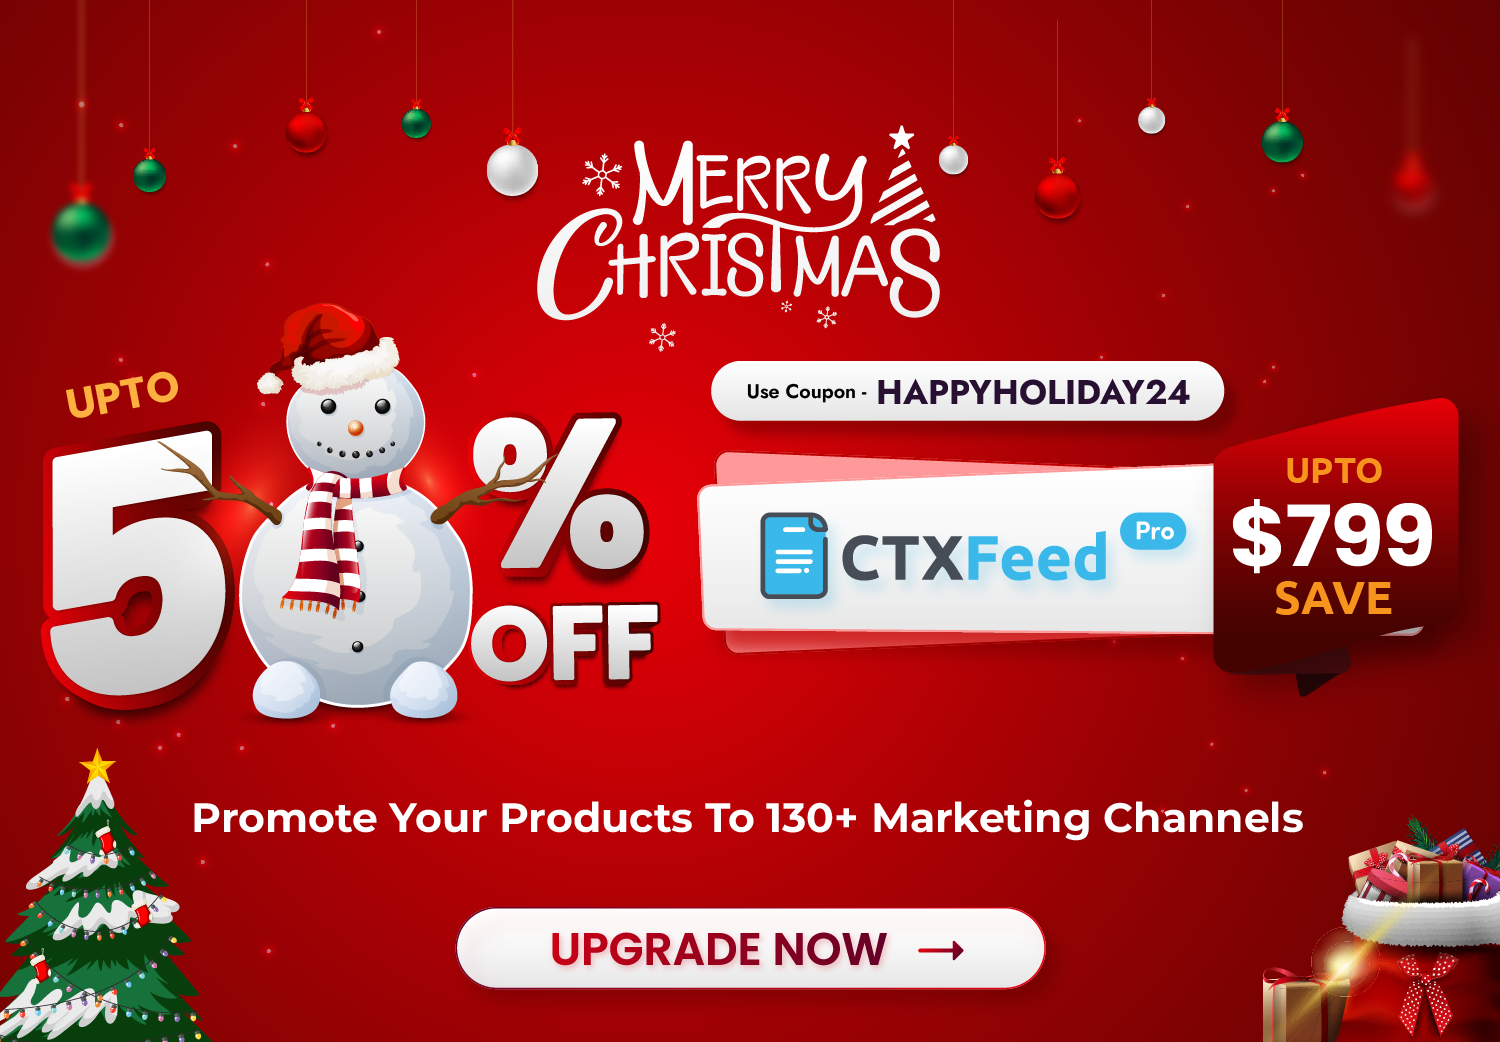 MERRY
CHRISTMAS
UPTO
50%
OFF
Use Coupon - HAPPYHOLIDAY24
CTXFeed Pro
UPTO
$799
SAVE
Promote Your Products To 130+ Marketing Channels
UPGRADE NOW →